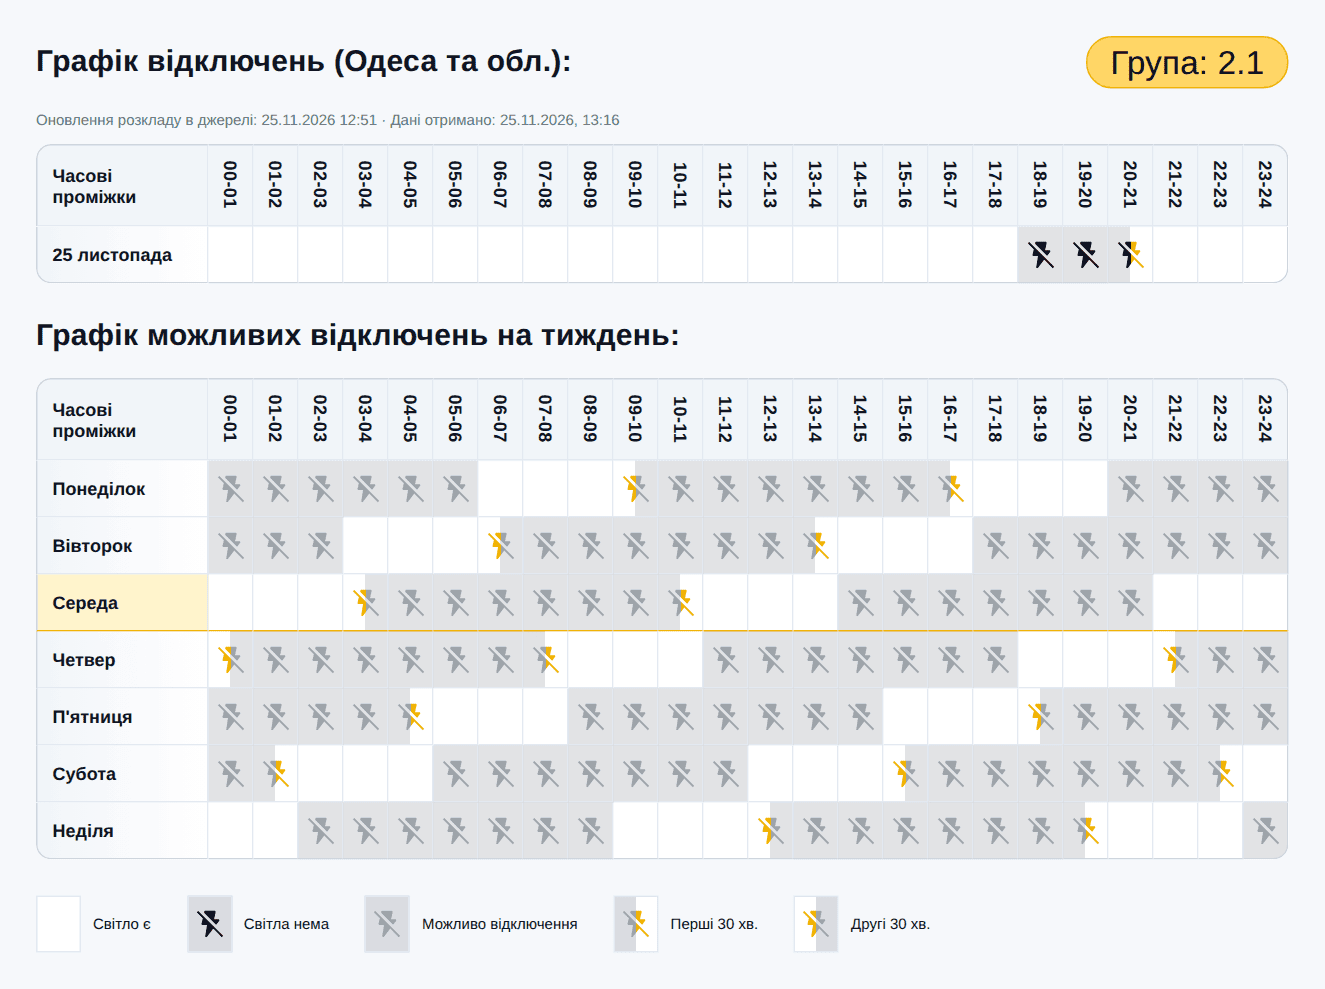 Графік відключень (Одеса та обл.):
Група: 2.1
Оновлення розкладу в джерелі: 25.11.2026 12:51 · Дані отримано: 25.11.2026, 13:16
Часові проміжки 00-01 01-02 02-03 03-04 04-05 05-06 06-07 07-08 08-09 09-10 10-11 11-12 12-13 13-14 14-15 15-16 16-17 17-18 18-19 19-20 20-21 21-22 22-23 23-24
25 листопада
Графік можливих відключень на тиждень:
Часові проміжки 00-01 01-02 02-03 03-04 04-05 05-06 06-07 07-08 08-09 09-10 10-11 11-12 12-13 13-14 14-15 15-16 16-17 17-18 18-19 19-20 20-21 21-22 22-23 23-24
Понеділок
Вівторок
Середа
Четвер
П'ятниця
Субота
Неділя
Світло є
Світла нема
Можливо відключення
Перші 30 хв.
Другі 30 хв.